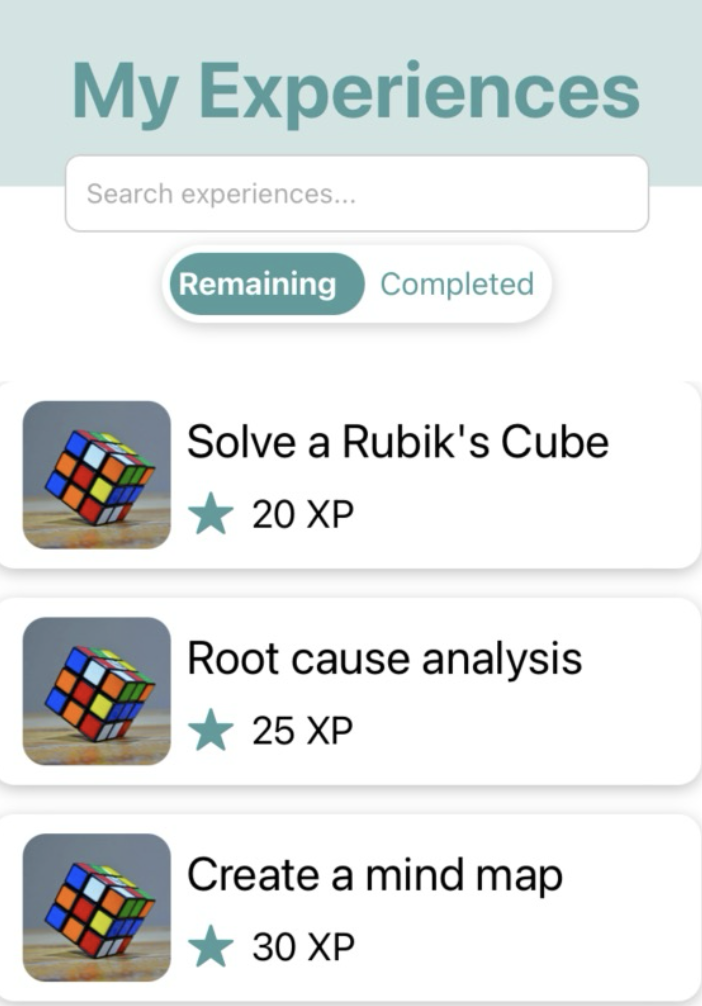 My Experiences
Search experiences...
Remaining Completed
Solve a Rubik's Cube
20 XP
Root cause analysis
25 XP
Create a mind map
30 XP